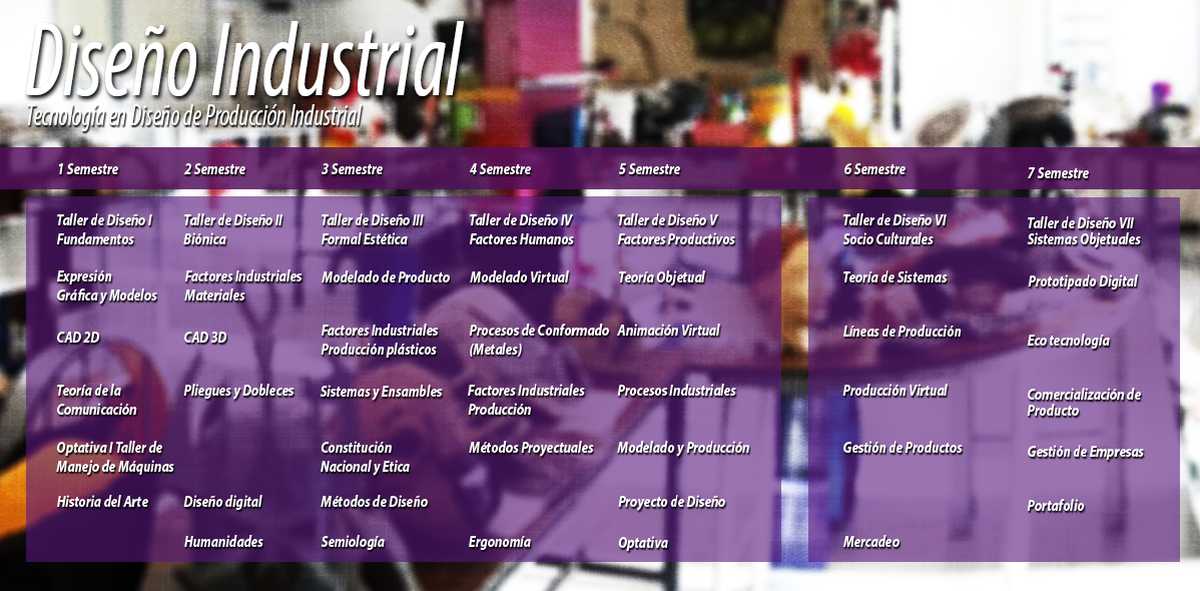 Diseño Industrial
Tecnología en Diseño de Producción Industrial
1 Semestre
2 Semestre
3 Semestre
4 Semestre
5 Semestre
6 Semestre
7 Semestre
Taller de Diseño I
Fundamentos
Expresión
Gráfica y Modelos
CAD 2D
Teoría de la
Comunicación
Optativa I Taller de
Manejo de Máquinas
Historia del Arte
Taller de Diseño II
Biónica
Factores Industriales
Materiales
CAD 3D
Pliegues y Dobleces
Diseño digital
Humanidades
Taller de Diseño III
Formal Estética
Modelado de Producto
Factores Industriales
Producción plásticos
Sistemas y Ensambles
Constitución
Nacional y Etica
Métodos de Diseño
Semiología
Taller de Diseño IV
Factores Humanos
Modelado Virtual
Procesos de Conformado
(Metales)
Factores Industriales
Producción
Métodos Proyectuales
Ergonomía
Taller de Diseño V
Factores Productivos
Teoría Objetual
Animación Virtual
Procesos Industriales
Modelado y Producción
Proyecto de Diseño
Optativa
Taller de Diseño VI
Socio Culturales
Teoría de Sistemas
Líneas de Producción
Producción Virtual
Gestión de Productos
Mercadeo
Taller de Diseño VII
Sistemas Objetuales
Prototipado Digital
Eco tecnología
Comercialización de
Producto
Gestión de Empresas
Portafolio